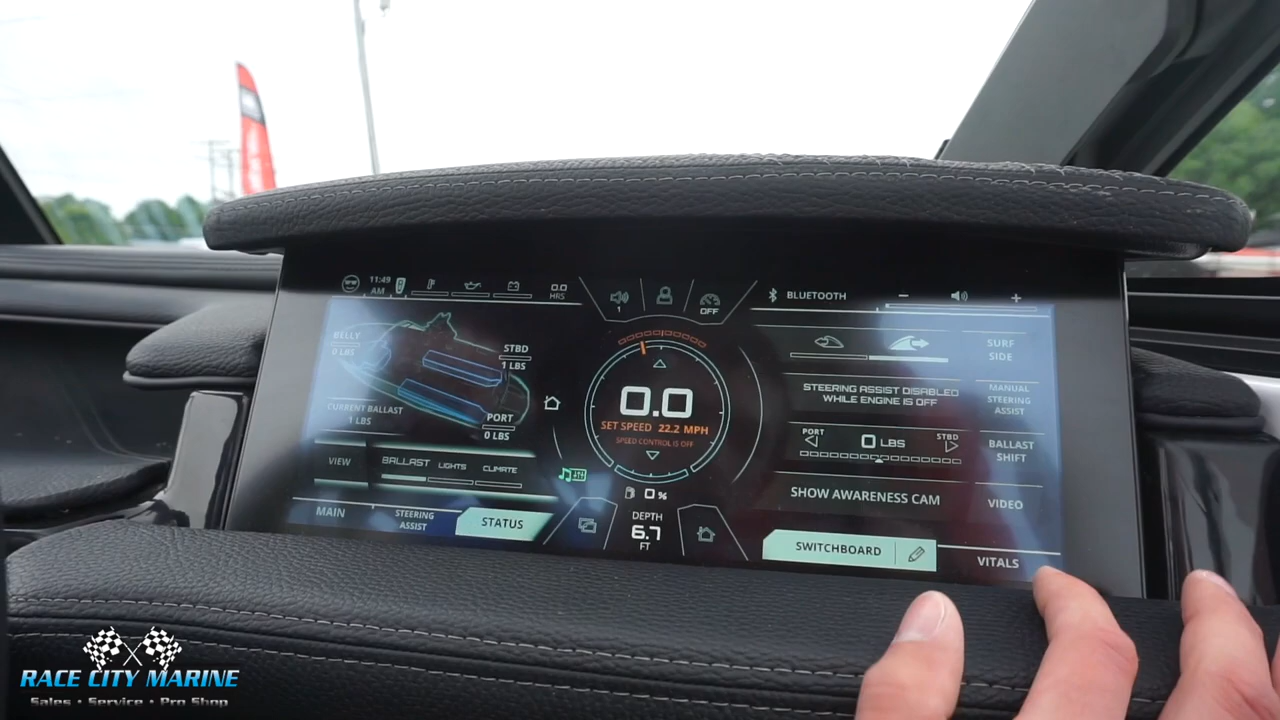 11:49
AM
0.0
HRS
1
OFF
BLUETOOTH
BELLY
0 LBS
STBD
1 LBS
CURRENT BALLAST
1 LBS
PORT
0 LBS
VIEW
BALLAST
LIGHTS
CLIMATE
MAIN
STEERING
ASSIST
STATUS
0.0
SET SPEED 22.2 MPH
SPEED CONTROL IS OFF
0 %
DEPTH
6.7
FT
SURF
SIDE
STEERING ASSIST DISABLED
WHILE ENGINE IS OFF
MANUAL
STEERING
ASSIST
PORT
0 LBS
STBD
BALLAST
SHIFT
SHOW AWARENESS CAM
VIDEO
SWITCHBOARD
VITALS
RACE CITY MARINE
Sales • Service • Pro Shop